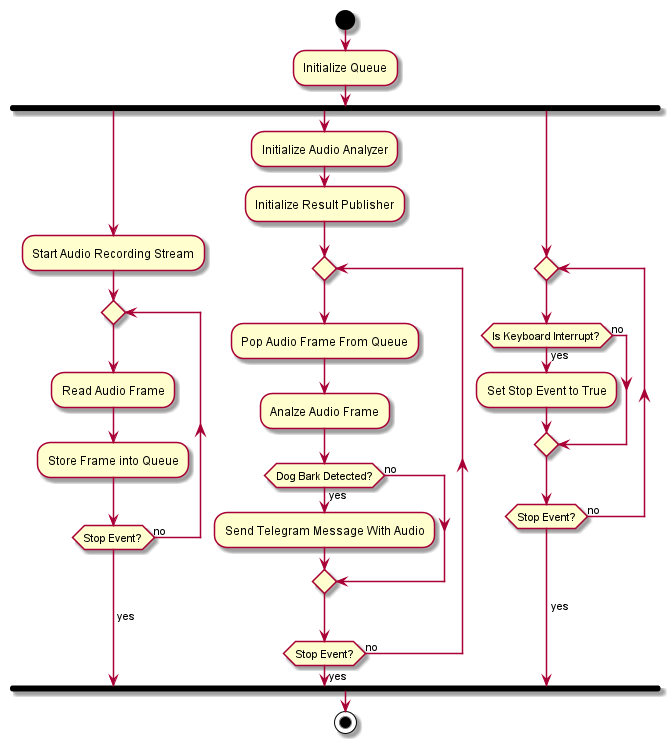 Initialize Queue
Initialize Audio Analyzer
Initialize Result Publisher
Start Audio Recording Stream
Read Audio Frame
Store Frame into Queue
Stop Event?
no
yes
Pop Audio Frame From Queue
Analze Audio Frame
Dog Bark Detected?
no
yes
Send Telegram Message With Audio
Stop Event?
no
yes
Is Keyboard Interrupt?
no
yes
Set Stop Event to True
Stop Event?
no
yes